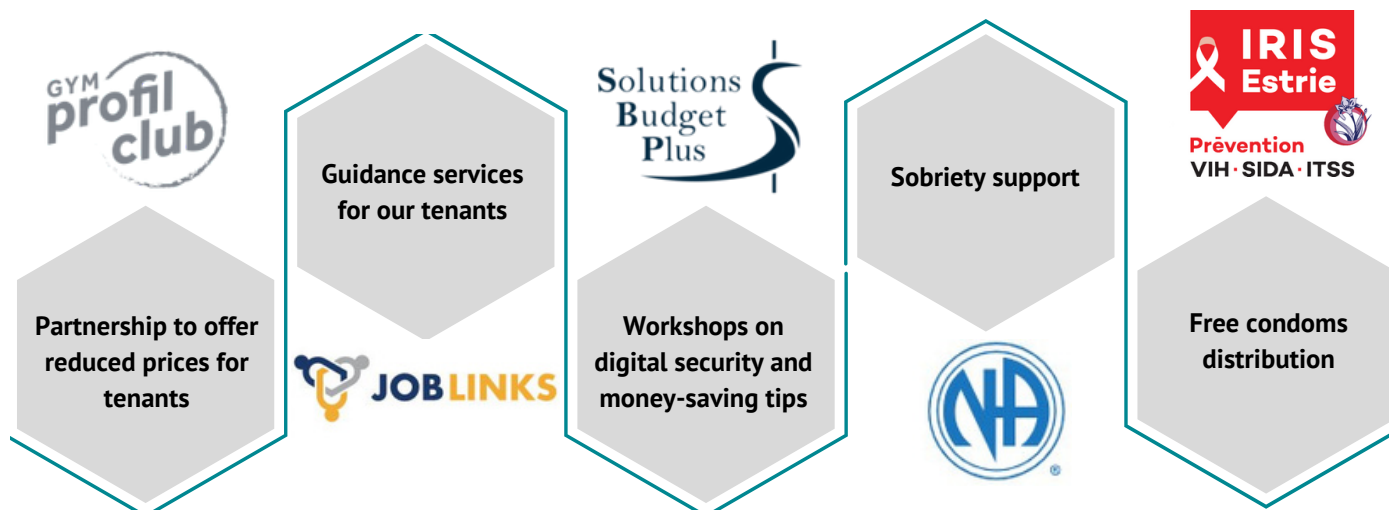 GYM
profil
club
Partnership to offer
reduced prices for
tenants
Guidance services
for our tenants
JOBLINKS
Solutions
Budget
Plus
Workshops on
digital security and
money-saving tips
Sobriety support
NA
®
IRIS
Estrie
Prévention
VIH·SIDA·ITSS
Free condoms
distribution